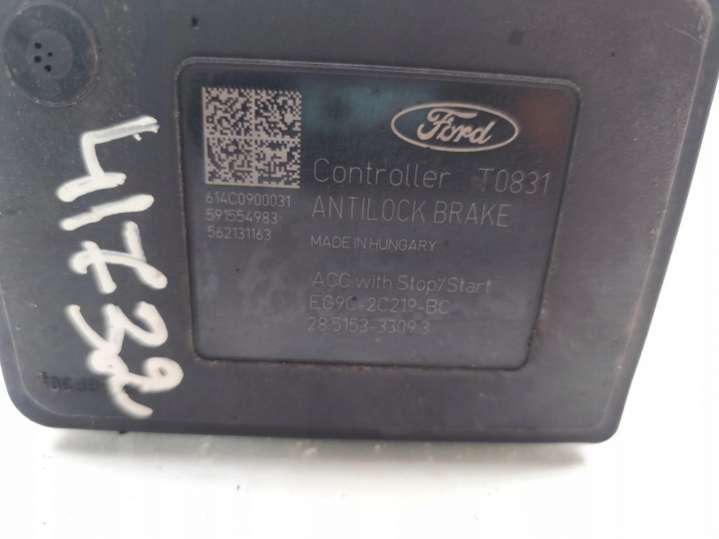 Ford
Controller T0831
ANTILOCK BRAKE
MADE IN HUNGARY
614C0900031
591554983
562131163
ACC with Stop/Start
EG9C-2C219-BC
28.5153-3309.3